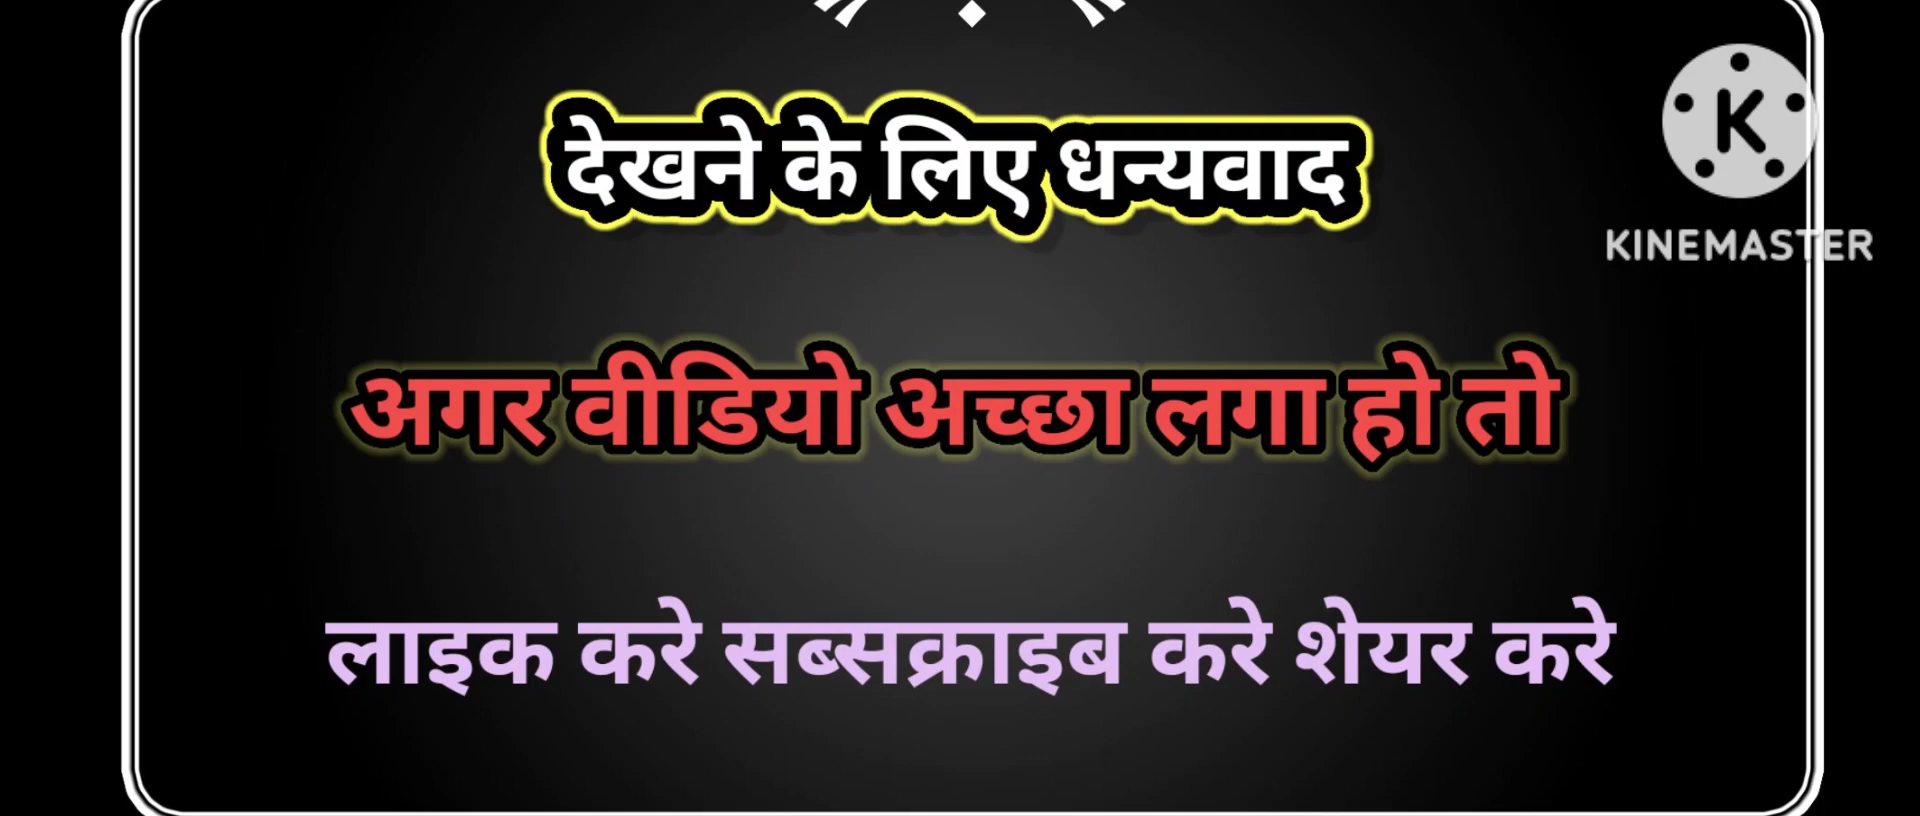 देखने के लिए धन्यवाद
KINEMASTER
अगर वीडियो अच्छा लगा हो तो
लाइक करे सब्सक्राइब करे शेयर करे